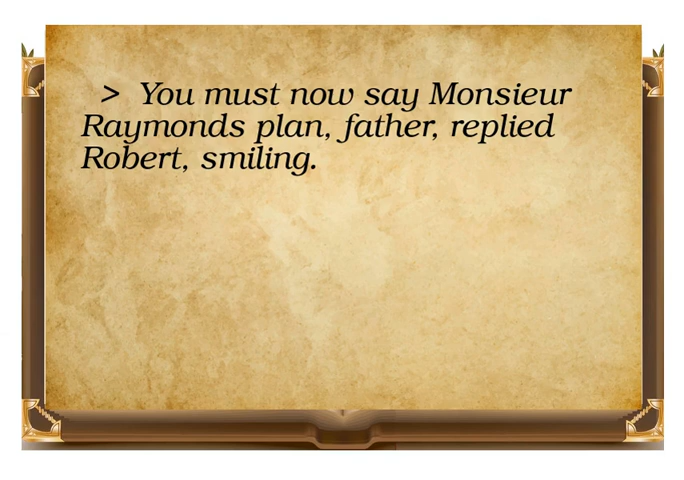 > You must now say Monsieur
Raymonds plan, father, replied
Robert, smiling.